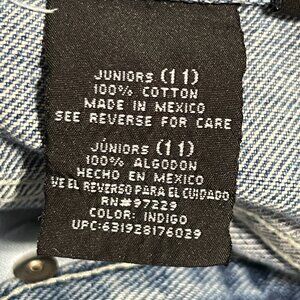 JUNIORS (11)
100% COTTON
MADE IN MEXICO
SEE REVERSE FOR CARE
JÚNIORS (11)
100% ALGODON
HECHO EN MEXICO
VE EL REVERSO PARA EL CUIDADO
RN#97229
COLOR: INDIGO
UPC:631928176029